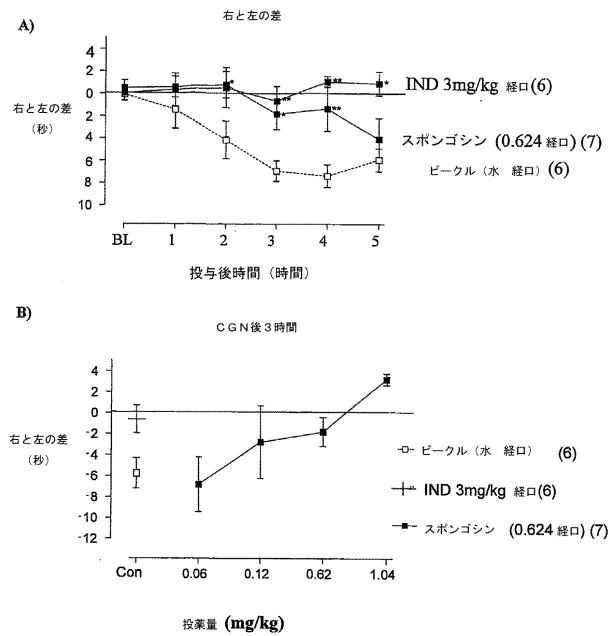 右と左の差
A)
4
2
0
2
4
6
8
10
右と左の差
(秒)
IND 3mg/kg 経口(6)
スポンゴシン (0.624 経口) (7)
ビークル(水 経口) (6)
* ** ** *
* **
BL 1 2 3 4 5
投与後時間(時間)
B)
CGN後3時間
4
2
0
-2
-4
-6
-8
-10
-12
右と左の差
(秒)
ビークル(水 経口) (6)
IND 3mg/kg 経口(6)
スポンゴシン (0.624 経口) (7)
Con 0.06 0.12 0.62 1.04
投薬量 (mg/kg)